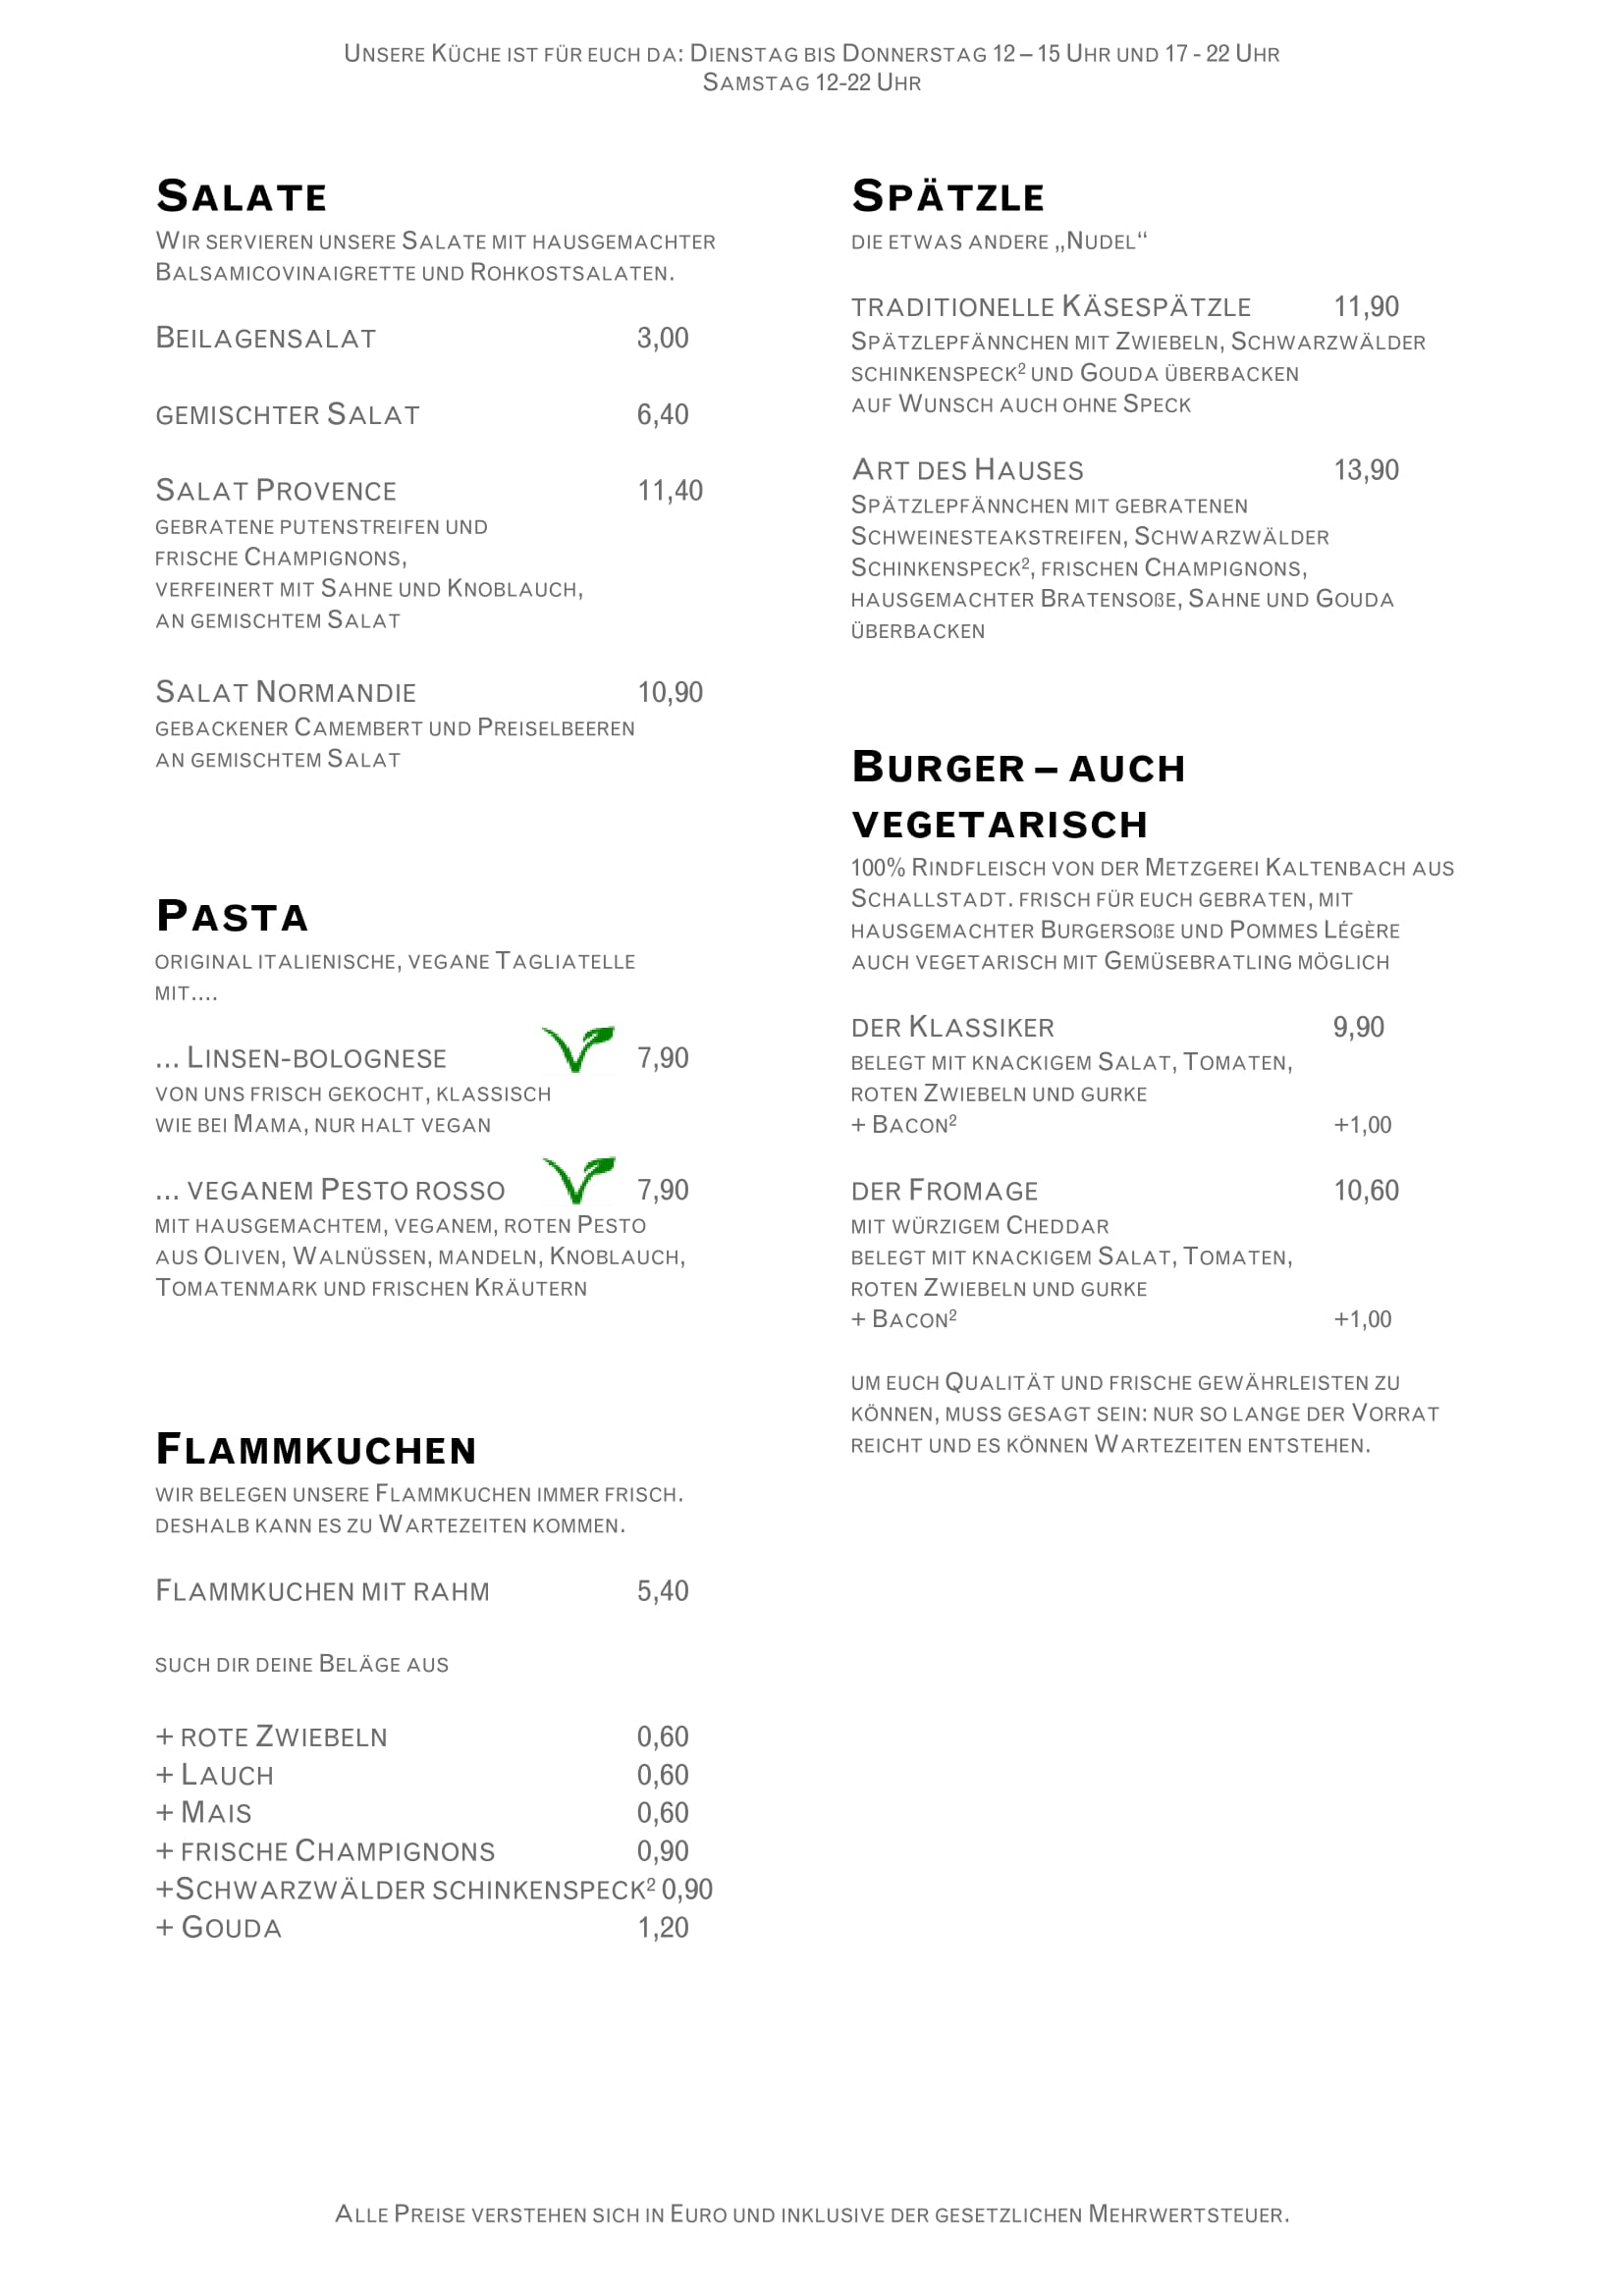 Unsere Küche ist für euch da: Dienstag bis Donnerstag 12 – 15 Uhr und 17 - 22 Uhr
Samstag 12-22 Uhr
Salate
Wir servieren unsere Salate mit hausgemachter
Balsamicovinaigrette und Rohkostsalaten.
Beilagensalat 3,00
gemischter Salat 6,40
Salat Provence 11,40
gebratene putenstreifen und
frische Champignons,
verfeinert mit Sahne und Knoblauch,
an gemischtem Salat
Salat Normandie 10,90
gebackener Camembert und Preiselbeeren
an gemischtem Salat
Pasta
original italienische, vegane Tagliatelle
mit....
... Linsen-bolognese 7,90
von uns frisch gekocht, klassisch
wie bei Mama, nur halt vegan
... veganem Pesto rosso 7,90
mit hausgemachtem, veganem, roten Pesto
aus Oliven, Walnüssen, mandeln, Knoblauch,
Tomatenmark und frischen Kräutern
Flammkuchen
wir belegen unsere Flammkuchen immer frisch.
deshalb kann es zu Wartezeiten kommen.
Flammkuchen mit rahm 5,40
such dir deine Beläge aus
+ rote Zwiebeln 0,60
+ Lauch 0,60
+ Mais 0,60
+ frische Champignons 0,90
+Schwarzwälder schinkenspeck² 0,90
+ Gouda 1,20
Spätzle
die etwas andere „Nudel“
traditionelle Käsespätzle 11,90
Spätzlepfännchen mit Zwiebeln, Schwarzwälder
schinkenspeck² und Gouda überbacken
auf Wunsch auch ohne Speck
Art des Hauses 13,90
Spätzlepfännchen mit gebratenen
Schweinesteakstreifen, Schwarzwälder
Schinkenspeck², frischen Champignons,
hausgemachter Bratensoße, Sahne und Gouda
überbacken
Burger – auch
vegetarisch
100% Rindfleisch von der Metzgerei Kaltenbach aus
Schallstadt. frisch für euch gebraten, mit
hausgemachter Burgersoße und Pommes Légère
auch vegetarisch mit Gemüsebratling möglich
der Klassiker 9,90
belegt mit knackigem Salat, Tomaten,
roten Zwiebeln und gurke
+ Bacon² +1,00
der Fromage 10,60
mit würzigem Cheddar
belegt mit knackigem Salat, Tomaten,
roten Zwiebeln und gurke
+ Bacon² +1,00
um euch Qualität und frische gewährleisten zu
können, muss gesagt sein: nur so lange der Vorrat
reicht und es können Wartezeiten entstehen.
Alle Preise verstehen sich in Euro und inklusive der gesetzlichen Mehrwertsteuer.